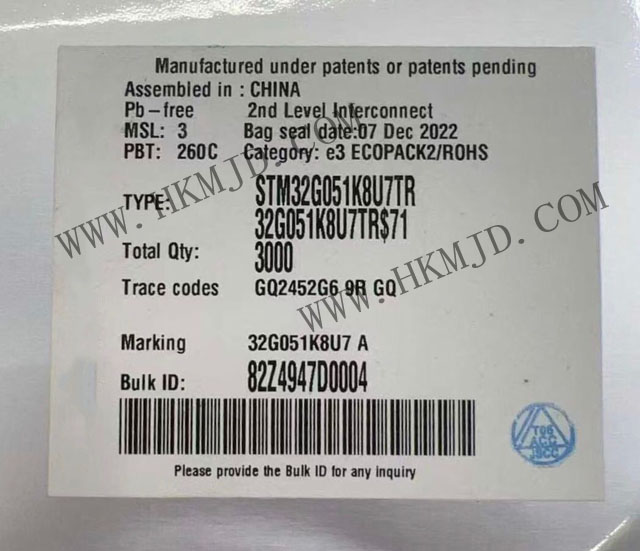 Manufactured under patents or patents pending
Assembled in : CHINA
Pb-free 2nd Level Interconnect
MSL: 3 Bag seal date:07 Dec 2022
PBT: 260C Category: e3 ECOPACK2/ROHS
TYPE: STM32G051K8U7TR
32G051K8U7TR$71
Total Qty: 3000
Trace codes GQ2452G6 9R GQ
Marking 32G051K8U7 A
Bulk ID: 82Z4947D0004
Please provide the Bulk ID for any inquiry
T06
ACC
JSCC
WWW.HKMJD.COM
WWW.HKMJD.COM